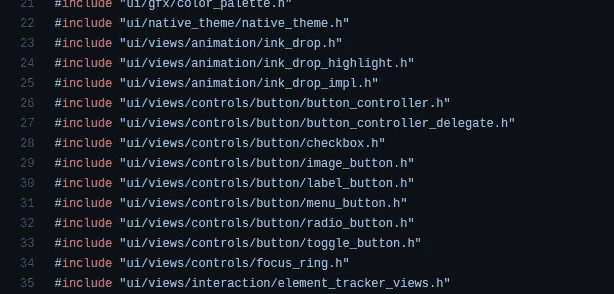 21 #include "ui/gfx/color_palette.h"
22 #include "ui/native_theme/native_theme.h"
23 #include "ui/views/animation/ink_drop.h"
24 #include "ui/views/animation/ink_drop_highlight.h"
25 #include "ui/views/animation/ink_drop_impl.h"
26 #include "ui/views/controls/button/button_controller.h"
27 #include "ui/views/controls/button/button_controller_delegate.h"
28 #include "ui/views/controls/button/checkbox.h"
29 #include "ui/views/controls/button/image_button.h"
30 #include "ui/views/controls/button/label_button.h"
31 #include "ui/views/controls/button/menu_button.h"
32 #include "ui/views/controls/button/radio_button.h"
33 #include "ui/views/controls/button/toggle_button.h"
34 #include "ui/views/controls/focus_ring.h"
35 #include "ui/views/interaction/element_tracker_views.h"